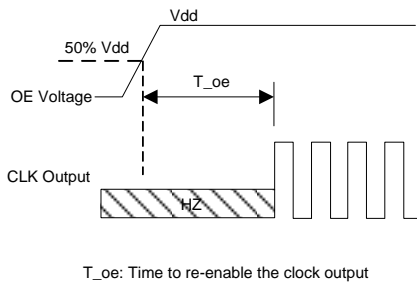 Vdd
50% Vdd
T_oe
OE Voltage
CLK Output
HZ
T_oe: Time to re-enable the clock output